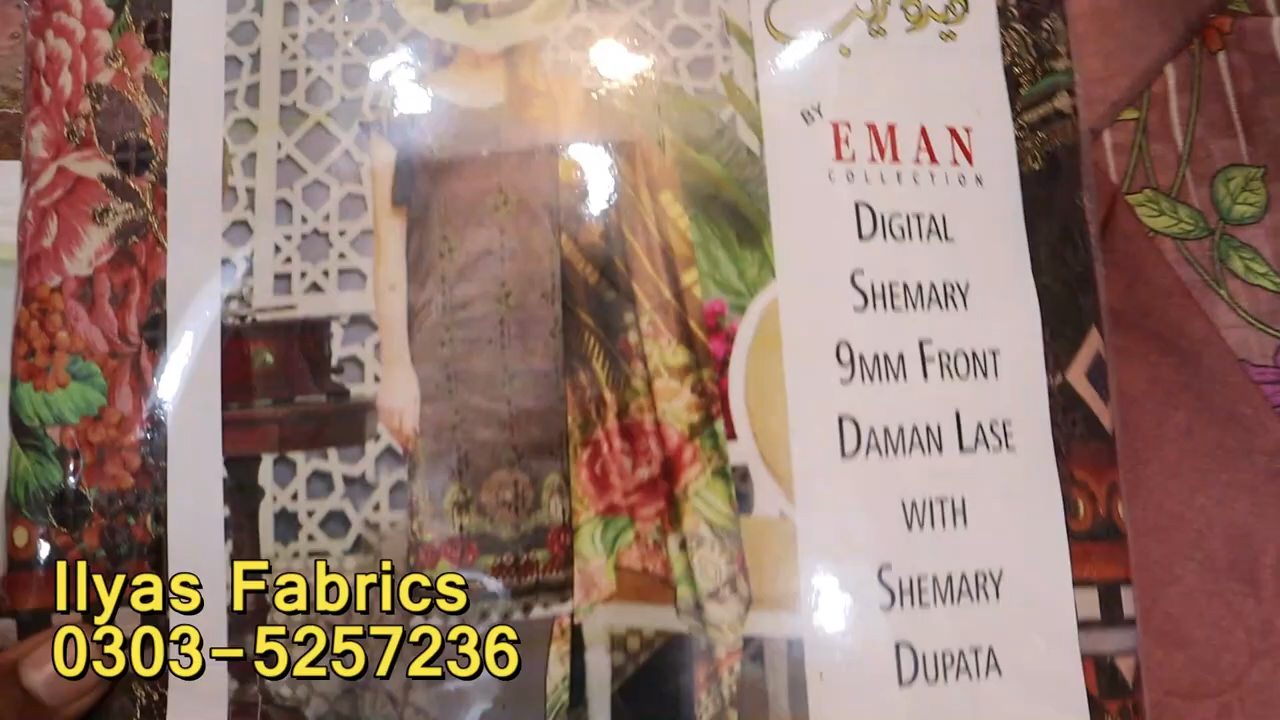 BY
EMAN
COLLECTION
DIGITAL
SHEMARY
9MM FRONT
DAMAN LASE
WITH
SHEMARY
DUPATA
Ilyas Fabrics
0303-5257236